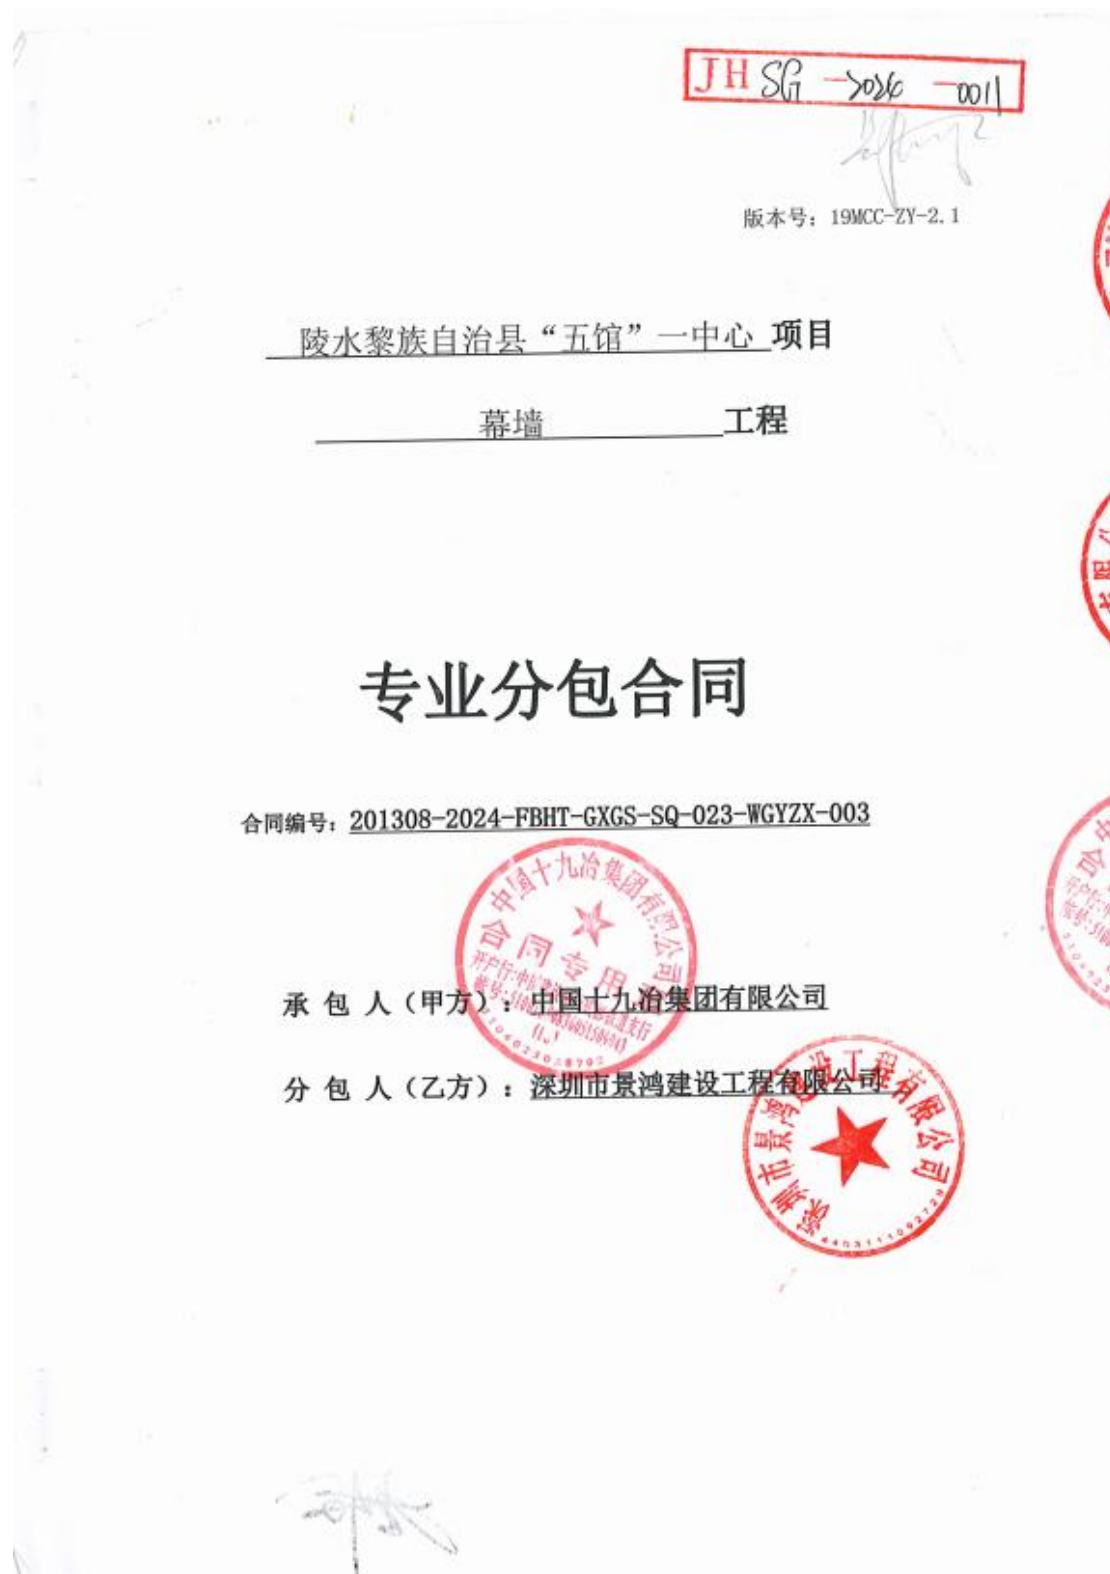 JH SG -2024 -0011
版本号：19MCC-ZY-2.1
陵水黎族自治县“五馆”一中心 项目
幕墙 工程
专业分包合同
合同编号：201308-2024-FBHT-GXGS-SQ-023-WGYZX-003
中国十九冶集团有限公司
合同专用章
承 包 人（甲方）：中国十九冶集团有限公司
分 包 人（乙方）：深圳市景鸿建设工程有限公司
深圳市景鸿建设工程有限公司